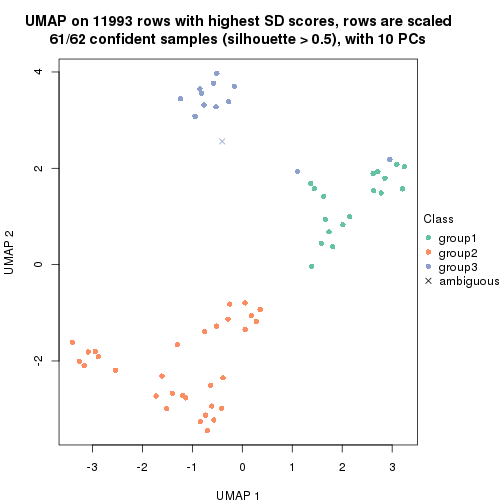 UMAP on 11993 rows with highest SD scores, rows are scaled
61/62 confident samples (silhouette > 0.5), with 10 PCs
4
2
0
-2
UMAP 2
-3
-2
-1
0
1
2
3
UMAP 1
Class
group1
group2
group3
ambiguous